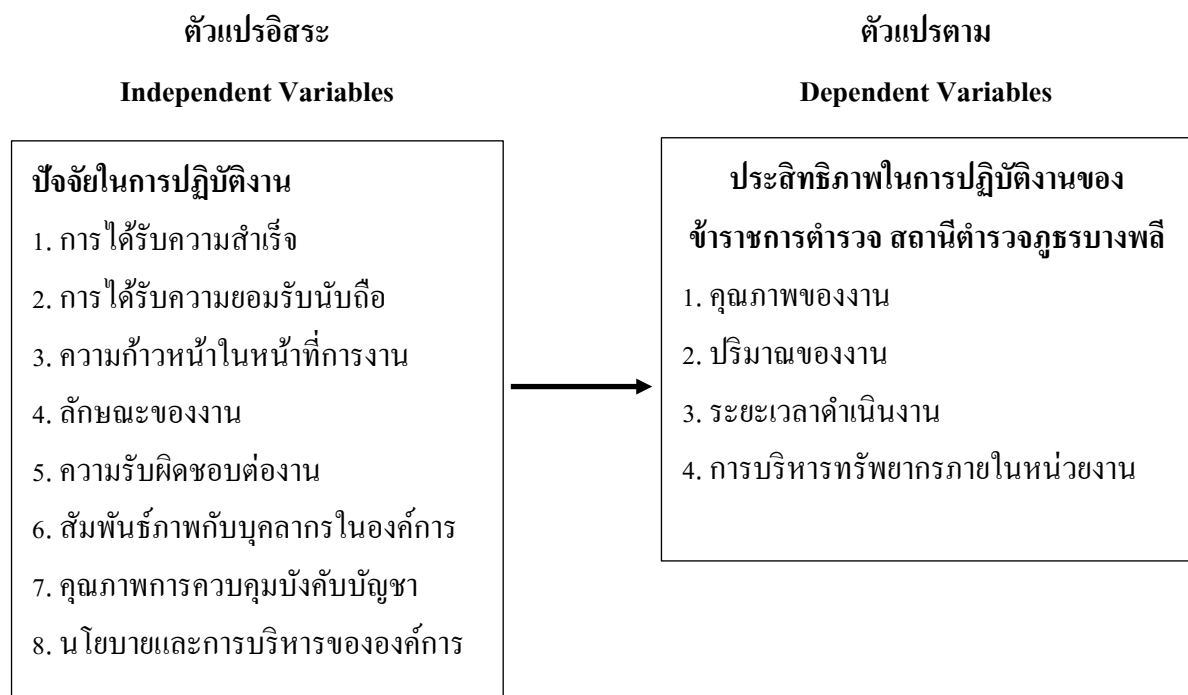 ตัวแปรอิสระ
Independent Variables
ปัจจัยในการปฏิบัติงาน
1. การได้รับความสำเร็จ
2. การได้รับความยอมรับนับถือ
3. ความก้าวหน้าในหน้าที่การงาน
4. ลักษณะของงาน
5. ความรับผิดชอบต่องาน
6. สัมพันธ์ภาพกับบุคลากรในองค์การ
7. คุณภาพการควบคุมบังคับบัญชา
8. นโยบายและการบริหารขององค์การ
ตัวแปรตาม
Dependent Variables
ประสิทธิภาพในการปฏิบัติงานของ
ข้าราชการตำรวจ สถานีตำรวจภูธรบางพลี
1. คุณภาพของงาน
2. ปริมาณของงาน
3. ระยะเวลาดำเนินงาน
4. การบริหารทรัพยากรภายในหน่วยงาน